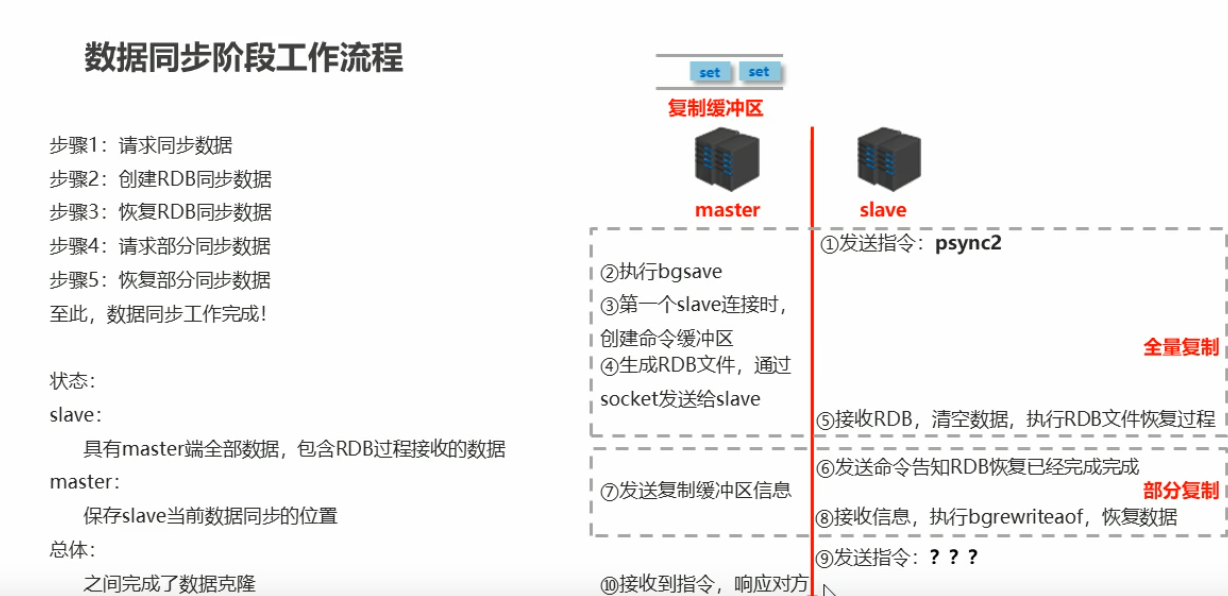 数据同步阶段工作流程
步骤1：请求同步数据
步骤2：创建RDB同步数据
步骤3：恢复RDB同步数据
步骤4：请求部分同步数据
步骤5：恢复部分同步数据
至此，数据同步工作完成！
状态：
slave：
具有master端全部数据，包含RDB过程接收的数据
master：
保存slave当前数据同步的位置
总体：
之间完成了数据克隆
set set
复制缓冲区
master
slave
①发送指令：psync2
②执行bgsave
③第一个slave连接时，
创建命令缓冲区
④生成RDB文件，通过
socket发送给slave
全量复制
⑤接收RDB，清空数据，执行RDB文件恢复过程
⑥发送命令告知RDB恢复已经完成完成
⑦发送复制缓冲区信息
部分复制
⑧接收信息，执行bgrewriteaof，恢复数据
⑨发送指令：？？？
⑩接收到指令，响应对方